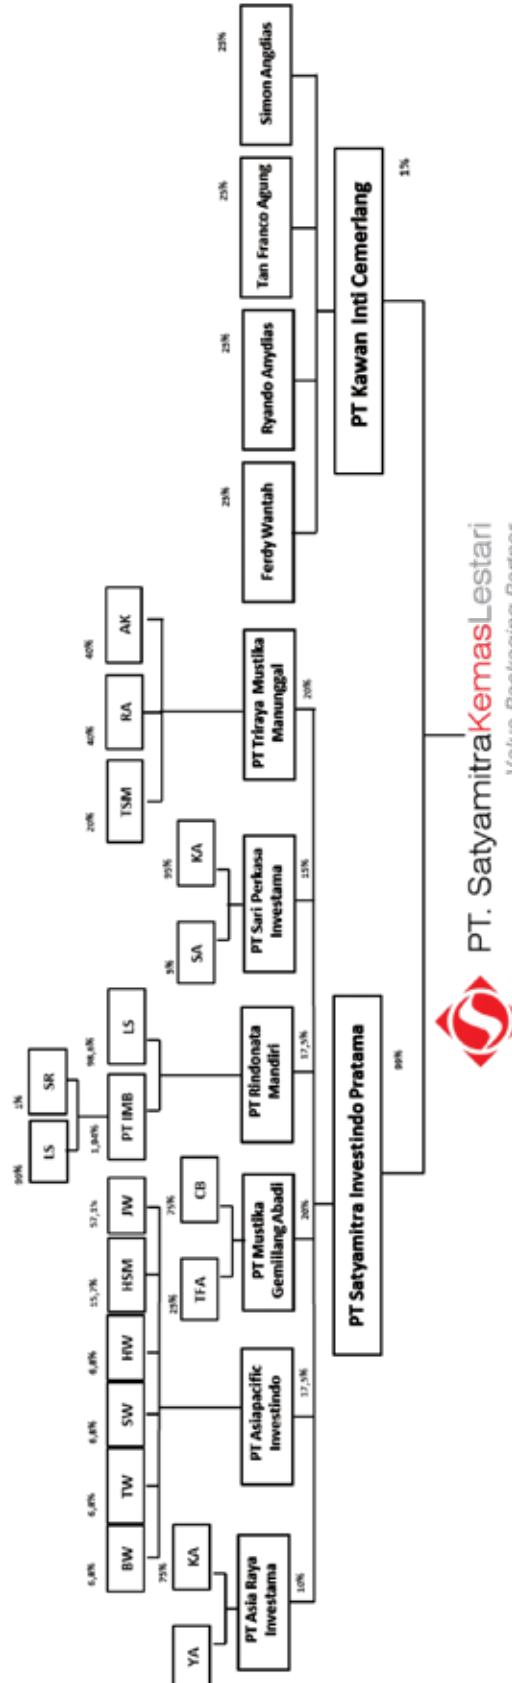 99%
1%
LS
SR
6,8%
6,8%
6,8%
6,8%
15,7%
57,1%
1,94%
98,6%
20%
40%
40%
BW
TW
SW
HW
HSM
JW
PT IMB
LS
TSM
RA
AK
75%
25%
75%
5%
95%
YA
KA
TFA
CB
SA
KA
25%
25%
25%
25%
PT Asia Raya
Investama
PT Asiapacific
Investindo
PT Mustika
Gemillang Abadi
PT Rindonata
Mandiri
PT Sari Perkasa
Investama
PT Triraya Mustika
Manunggal
Ferdy Wantah
Ryando Anydias
Tan Franco Agung
Simon Angdias
10%
17,5%
20%
17,5%
15%
20%
PT Satyamitra Investindo Pratama
PT Kawan Inti Cemerlang
99%
1%
PT. SatyamitraKemasLestari
Value Packaging Partner